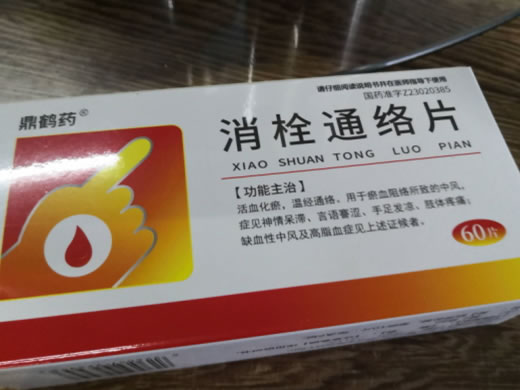 请仔细阅读说明书并在医师指导下使用
国药准字Z23020385
鼎鹤药®
消栓通络片
XIAO SHUAN TONG LUO PIAN
【功能主治】
活血化瘀，温经通络，用于瘀血阻络所致的中风，
症见神情呆滞、言语蹇涩、手足发凉、肢体疼痛；
缺血性中风及高脂血症见上述证候者。
60片